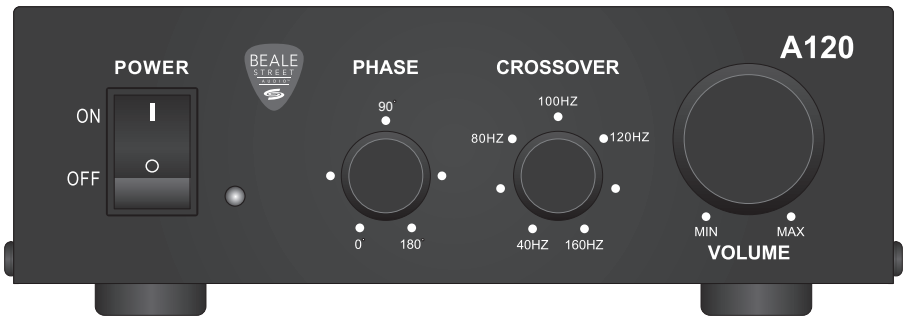 A120
POWER
ON
OFF
BEALE
STREET
AUDIO™
PHASE
90°
0°
180°
CROSSOVER
100HZ
80HZ
120HZ
40HZ
160HZ
MIN
MAX
VOLUME